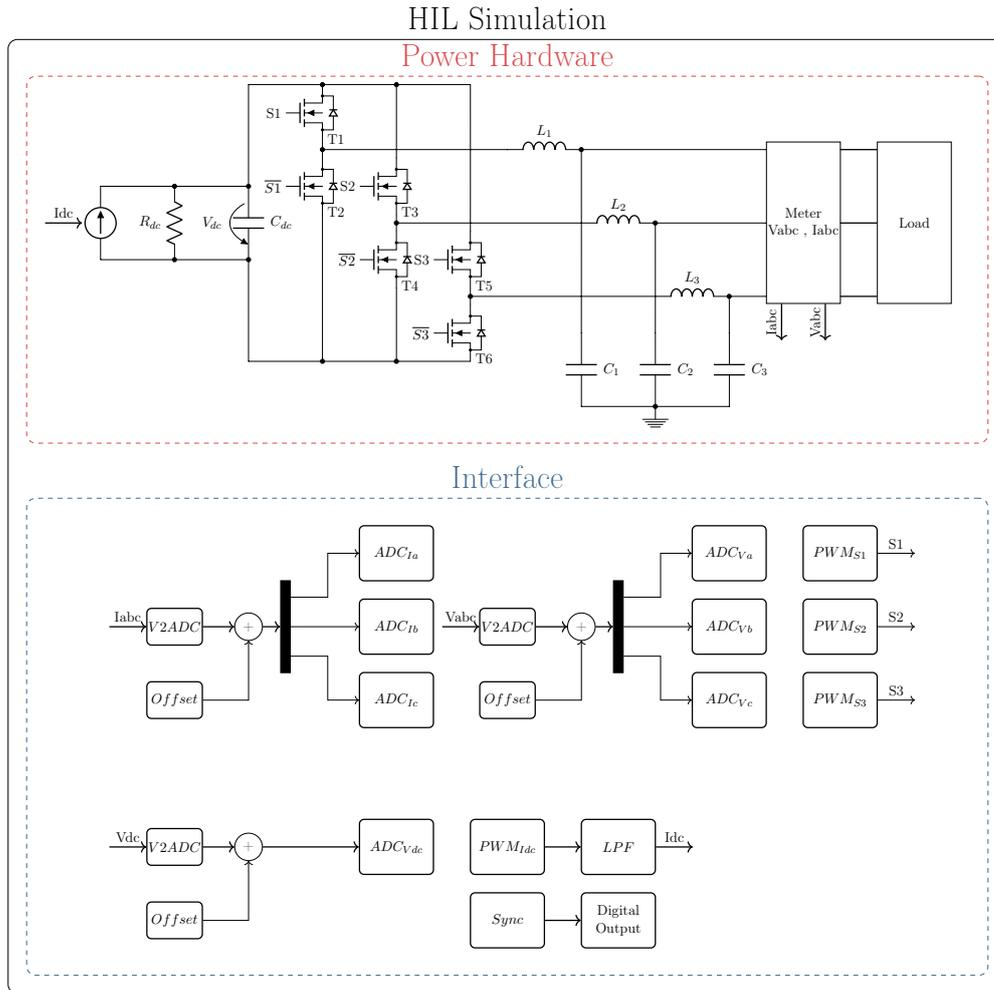 HIL Simulation
Power Hardware
S1
T1
L1
S̅1̅
T2
S2
T3
L2
Meter
Vabc , Iabc
Load
Idc
Rdc
Vdc
Cdc
S̅2̅
T4
S3
T5
L3
Iabc
Vabc
S̅3̅
T6
C1
C2
C3
Interface
ADCIa
ADCVa
PWMS1
S1
Iabc
V2ADC
+
ADCIb
Vabc
V2ADC
+
ADCVb
PWMS2
S2
Offset
ADCIc
Offset
ADCVc
PWMS3
S3
Vdc
V2ADC
+
ADCVdc
PWMIdc
LPF
Idc
Offset
Sync
Digital
Output